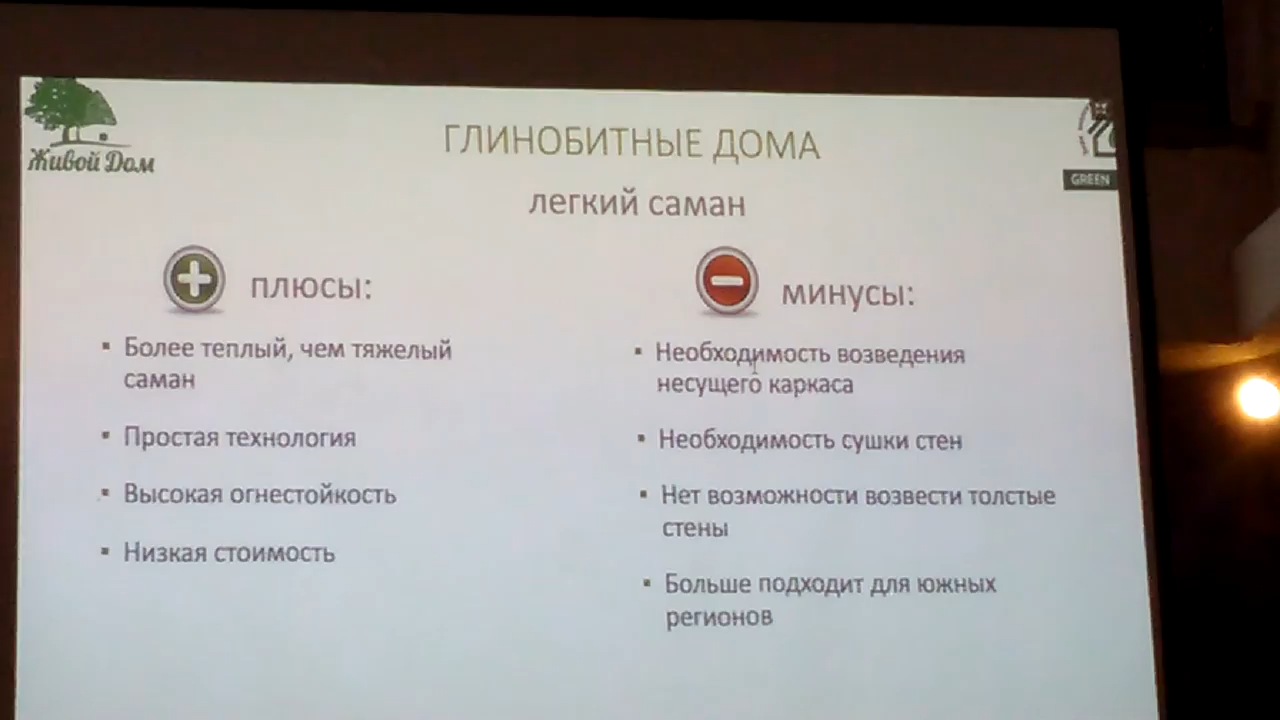 Живой Дом
GREEN
ГЛИНОБИТНЫЕ ДОМА
легкий саман
плюсы:
Более теплый, чем тяжелый
саман
Простая технология
Высокая огнестойкость
Низкая стоимость
минусы:
Необходимость возведения
несущего каркаса
Необходимость сушки стен
Нет возможности возвести толстые
стены
Больше подходит для южных
регионов